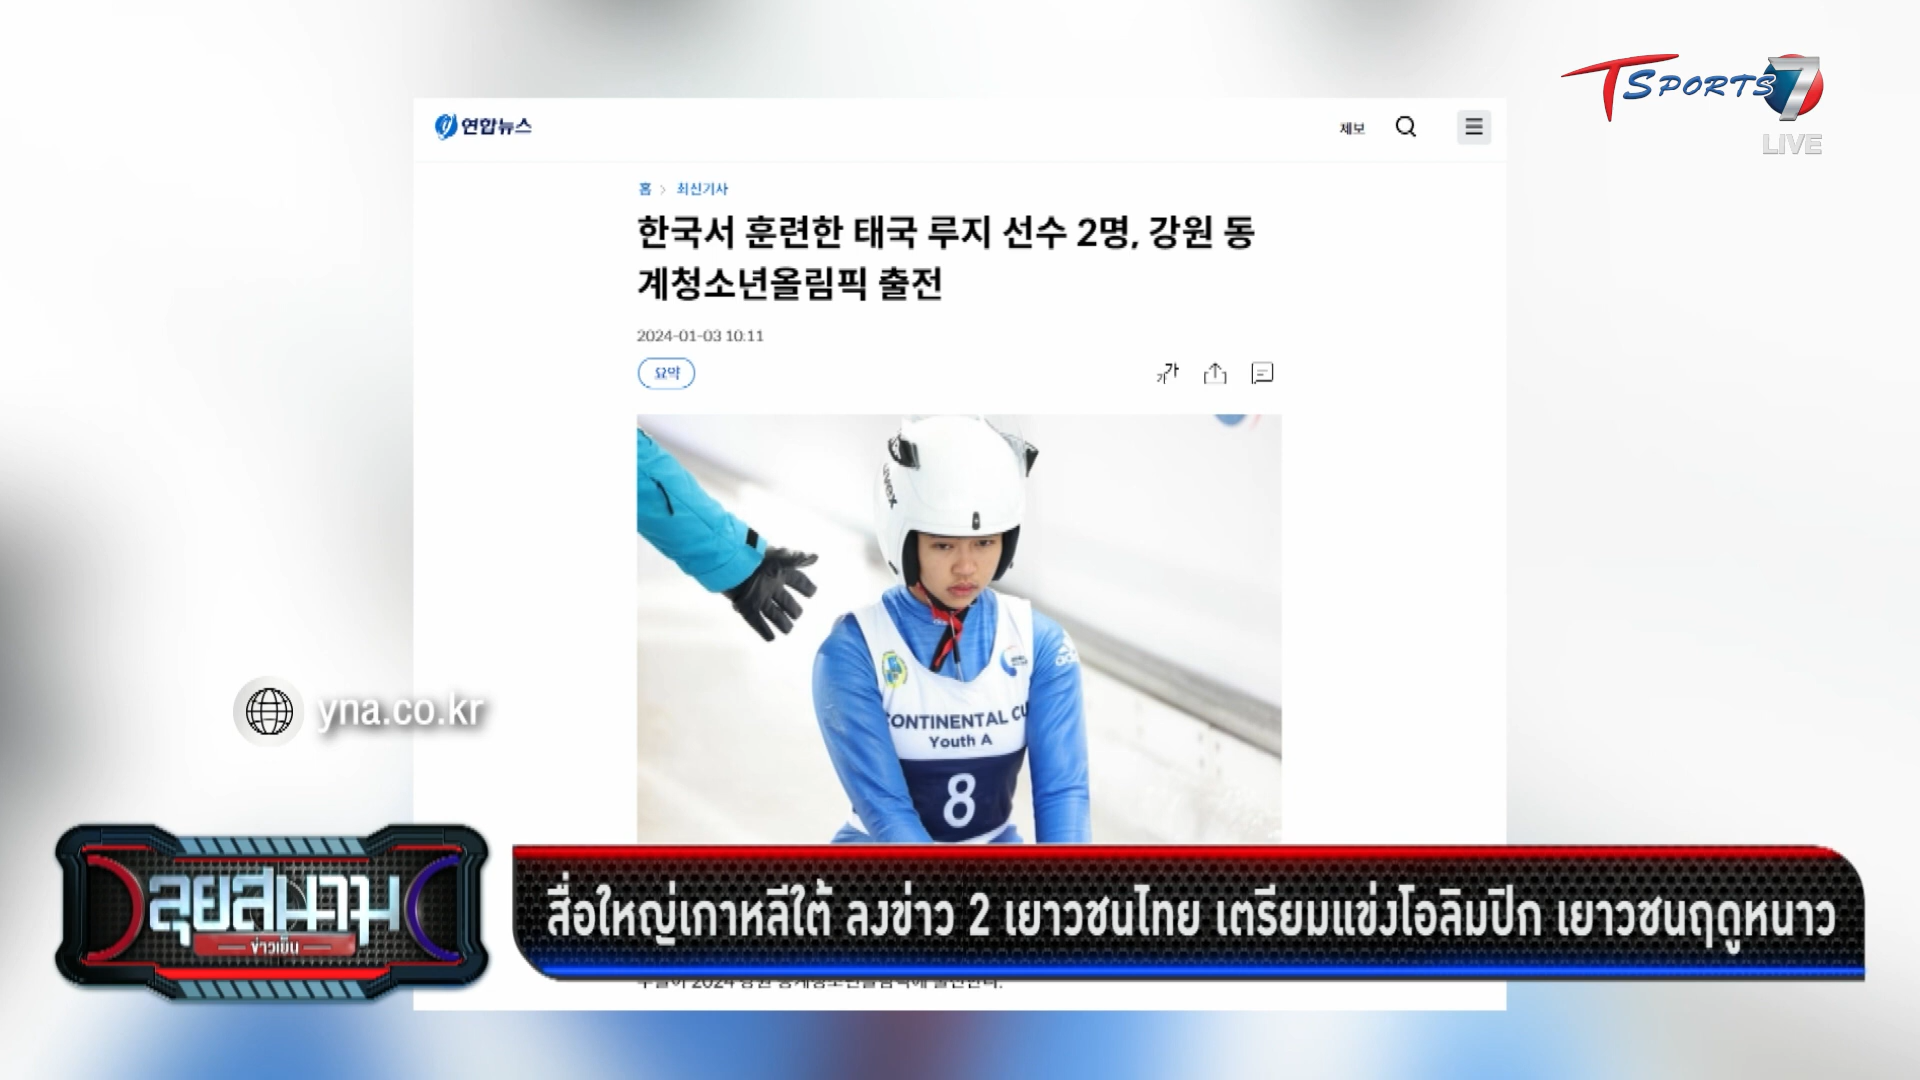 TSPORTS 7
LIVE
연합뉴스
제보
홈 > 최신기사
한국서 훈련한 태국 루지 선수 2명, 강원 동
계청소년올림픽 출전
2024-01-03 10:11
요약
가가
uvex
adidas
CONTINENTAL CU
Youth A
8
yna.co.kr
ลุยสนาม
ข่าวเย็น
สื่อใหญ่เกาหลีใต้ ลงข่าว 2 เยาวชนไทย เตรียมแข่งโอลิมปิก เยาวชนฤดูหนาว